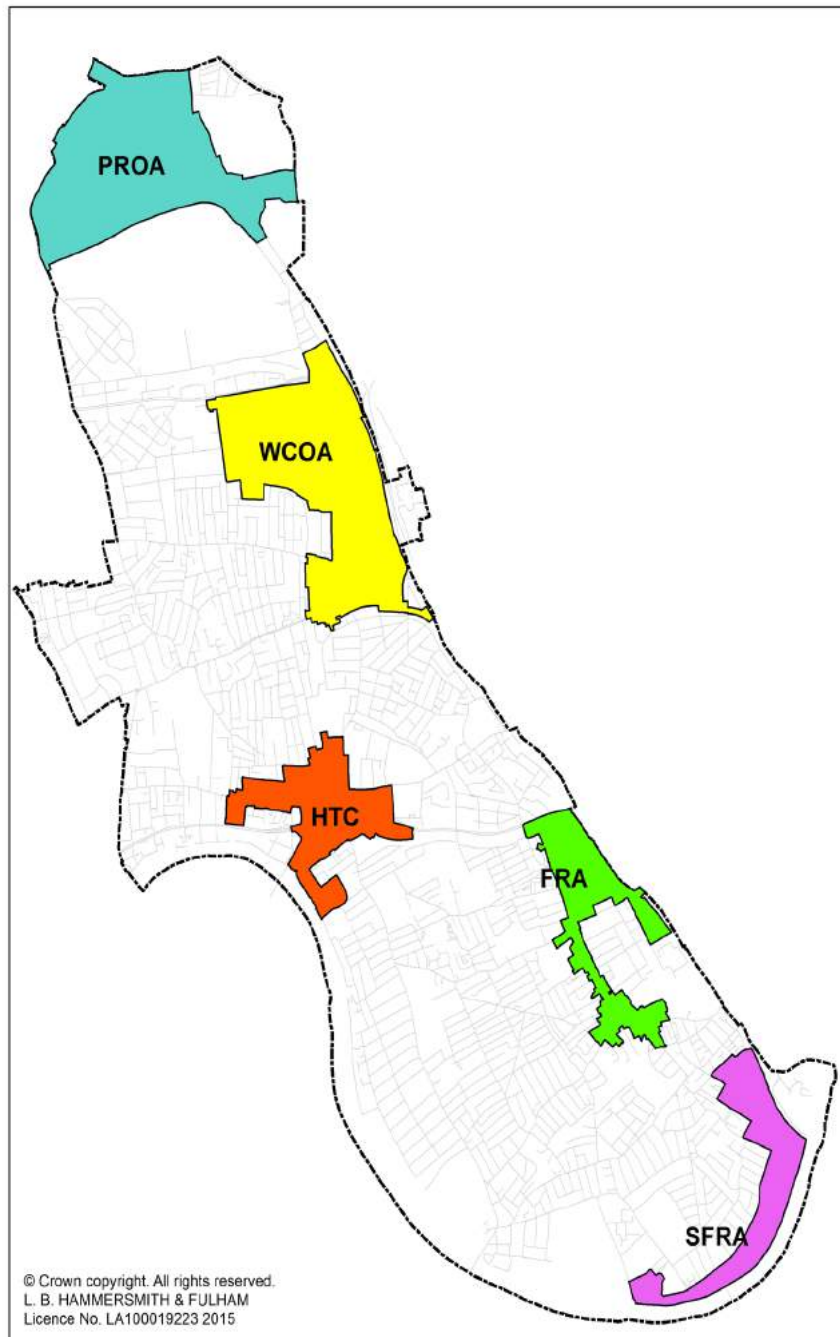 PROA
WCOA
HTC
FRA
SFRA
© Crown copyright. All rights reserved.
L. B. HAMMERSMITH & FULHAM
Licence No. LA100019223 2015